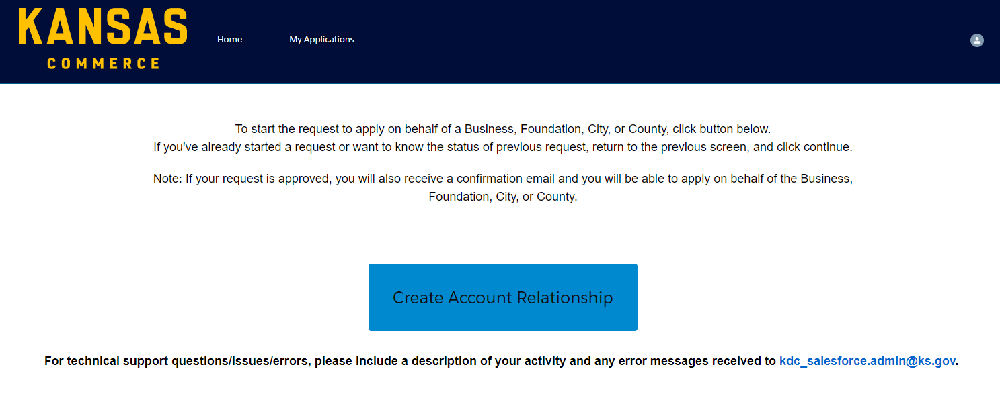 KANSAS
COMMERCE
Home
My Applications
To start the request to apply on behalf of a Business, Foundation, City, or County, click button below.
If you've already started a request or want to know the status of previous request, return to the previous screen, and click continue.
Note: If your request is approved, you will also receive a confirmation email and you will be able to apply on behalf of the Business,
Foundation, City, or County.
Create Account Relationship
For technical support questions/issues/errors, please include a description of your activity and any error messages received to kdc_salesforce.admin@ks.gov.